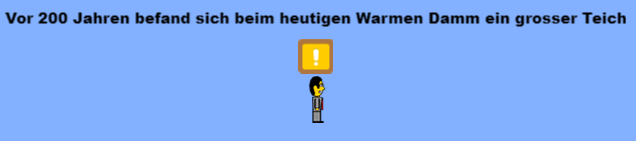 Vor 200 Jahren befand sich beim heutigen Warmen Damm ein grosser Teich
!